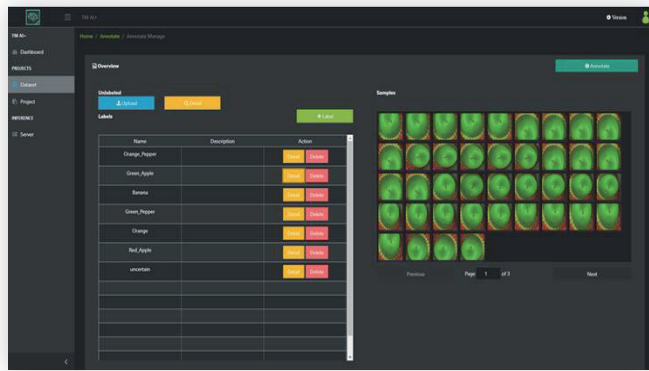 TM AI+
Version
TM AI+
Dashboard
PROJECTS
Dataset
Project
INFERENCE
Server
Home / Annotate / Annotate Manage
Overview
Annotate
Unlabeled
Upload
Detail
Labels
+ Label
Name Description Action
Orange_Pepper Detail Delete
Green_Apple Detail Delete
Banana Detail Delete
Green_Pepper Detail Delete
Orange Detail Delete
Red_Apple Detail Delete
uncertain Detail Delete
Samples
Previous Page 1 of 3 Next